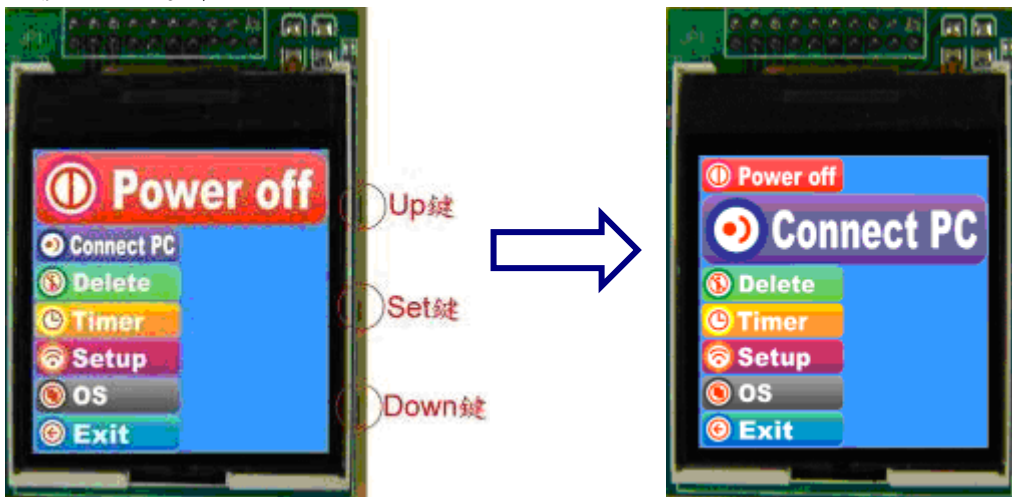 Power off
Connect PC
Delete
Timer
Setup
OS
Exit
Up鍵
Set鍵
Down鍵
Power off
Connect PC
Delete
Timer
Setup
OS
Exit